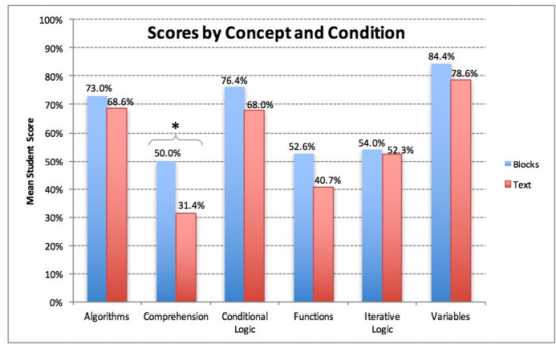 Scores by Concept and Condition
Mean Student Score
100%
90%
80%
70%
60%
50%
40%
30%
20%
10%
0%
73.0%
68.6%
*
50.0%
31.4%
76.4%
68.0%
52.6%
40.7%
54.0%
52.3%
84.4%
78.6%
Algorithms
Comprehension
Conditional
Logic
Functions
Iterative
Logic
Variables
Blocks
Text